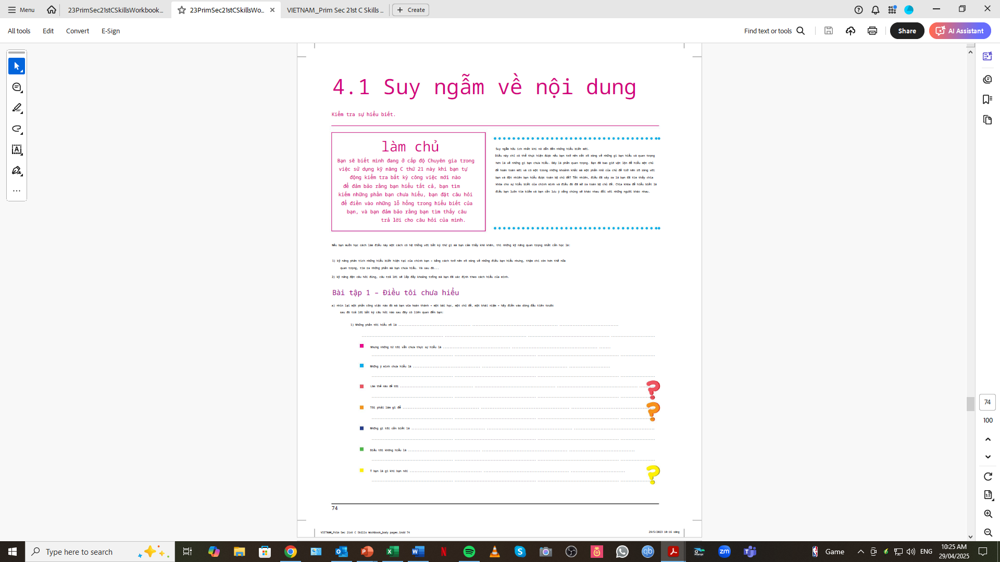 Menu
23PrimSec21stCSkillsWorkbook...
23PrimSec21stCSkillsWo...
VIETNAM_Prim Sec 21st C Skills ...
Create
All tools
Edit
Convert
E-Sign
Find text or tools
Share
AI Assistant
4.1 Suy ngẫm về nội dung
Kiểm tra sự hiểu biết.
làm chủ
Bạn sẽ biết mình đang ở cấp độ Chuyên gia trong
việc sử dụng kỹ năng C thứ 21 này khi bạn tự
động kiểm tra bất kỳ công việc mới nào
để đảm bảo rằng bạn hiểu tất cả, bạn tìm
kiếm những phần bạn chưa hiểu, bạn đặt câu hỏi
để điền vào những lỗ hổng trong hiểu biết của
bạn, và bạn đảm bảo rằng bạn tìm thấy câu
trả lời cho câu hỏi của mình.
Suy ngẫm hữu ích nhất khi nó dẫn đến những hiểu biết mới.
Điều này chỉ có thể thực hiện được nếu bạn trở nên rất rõ ràng về những gì bạn hiểu và quan trọng
hơn là về những gì bạn chưa hiểu. Đây là phần quan trọng. Bạn đã bao giờ vật lộn để hiểu một chủ
đề hoàn toàn mới và có một trong những khoảnh khắc mà một phần nhỏ của chủ đề trở nên rõ ràng với
bạn và đột nhiên bạn hiểu được toàn bộ chủ đề? Tất nhiên, điều đã xảy ra là bạn đã tìm thấy chìa
khóa cho sự hiểu biết của chính mình và điều đó đã mở ra toàn bộ chủ đề. Chìa khóa để hiểu biết là
điều bạn luôn tìm kiếm và bạn cần lưu ý rằng chúng sẽ khác nhau đối với những người khác nhau.
Nếu bạn muốn học cách làm điều này một cách có hệ thống với bất kỳ thứ gì mà bạn cảm thấy khó khăn, thì những kỹ năng quan trọng nhất cần học là:
1) kỹ năng phân tích những hiểu biết hiện tại của chính bạn – bằng cách trở nên rõ ràng về những điều bạn hiểu nhưng, thậm chí còn hơn thế nữa
quan trọng, tìm ra những phần mà bạn chưa hiểu. Và sau đó...
2) kỹ năng đặt câu hỏi đúng, câu trả lời sẽ lấp đầy khoảng trống mà bạn đã xác định theo cách hiểu của mình.
Bài tập 1 – Điều tôi chưa hiểu
a) nhìn lại một phần công việc nào đó mà bạn vừa hoàn thành – một bài học, một chủ đề, một khái niệm – hãy điền vào dòng đầu tiên trước
sau đó trả lời bất kỳ câu hỏi nào sau đây có liên quan đến bạn:
1) Những phần tôi hiểu rõ là
Nhưng những từ tôi vẫn chưa thực sự hiểu là
Những ý mình chưa hiểu là
Làm thế nào để tôi
Tôi phải làm gì để
Những gì tôi cần biết là
Điều tôi không hiểu là
Ý bạn là gì khi bạn nói
74
VIETNAM_Prim Sec 21st C Skills Workbook_body pages.indd 74
29/5/2023 10:16 sáng
74
100
Type here to search
Game
ENG
10:25 AM
29/04/2025